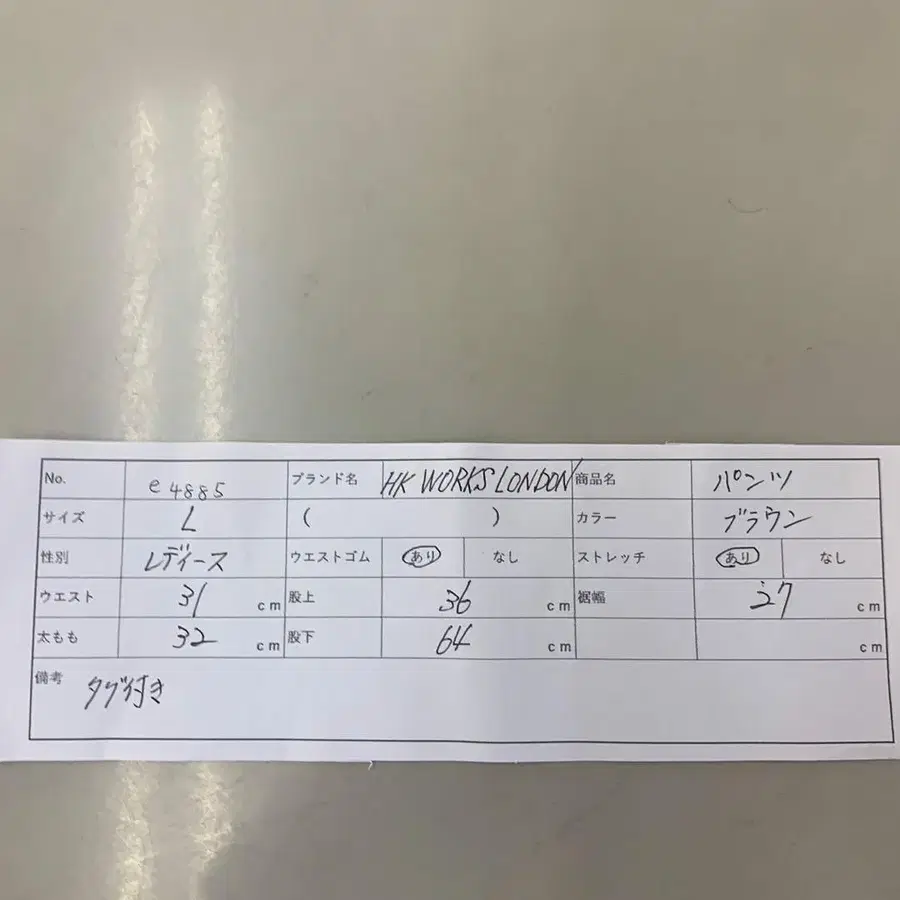 No. e4885 ブランド名 HK WORKS LONDON 商品名 パンツ
サイズ L ( ) カラー ブラウン
性別 レディース ウエストゴム あり なし ストレッチ あり なし
ウエスト 31 cm 股上 36 cm 裾幅 27 cm
太もも 32 cm 股下 64 cm cm
備考 タグ付き